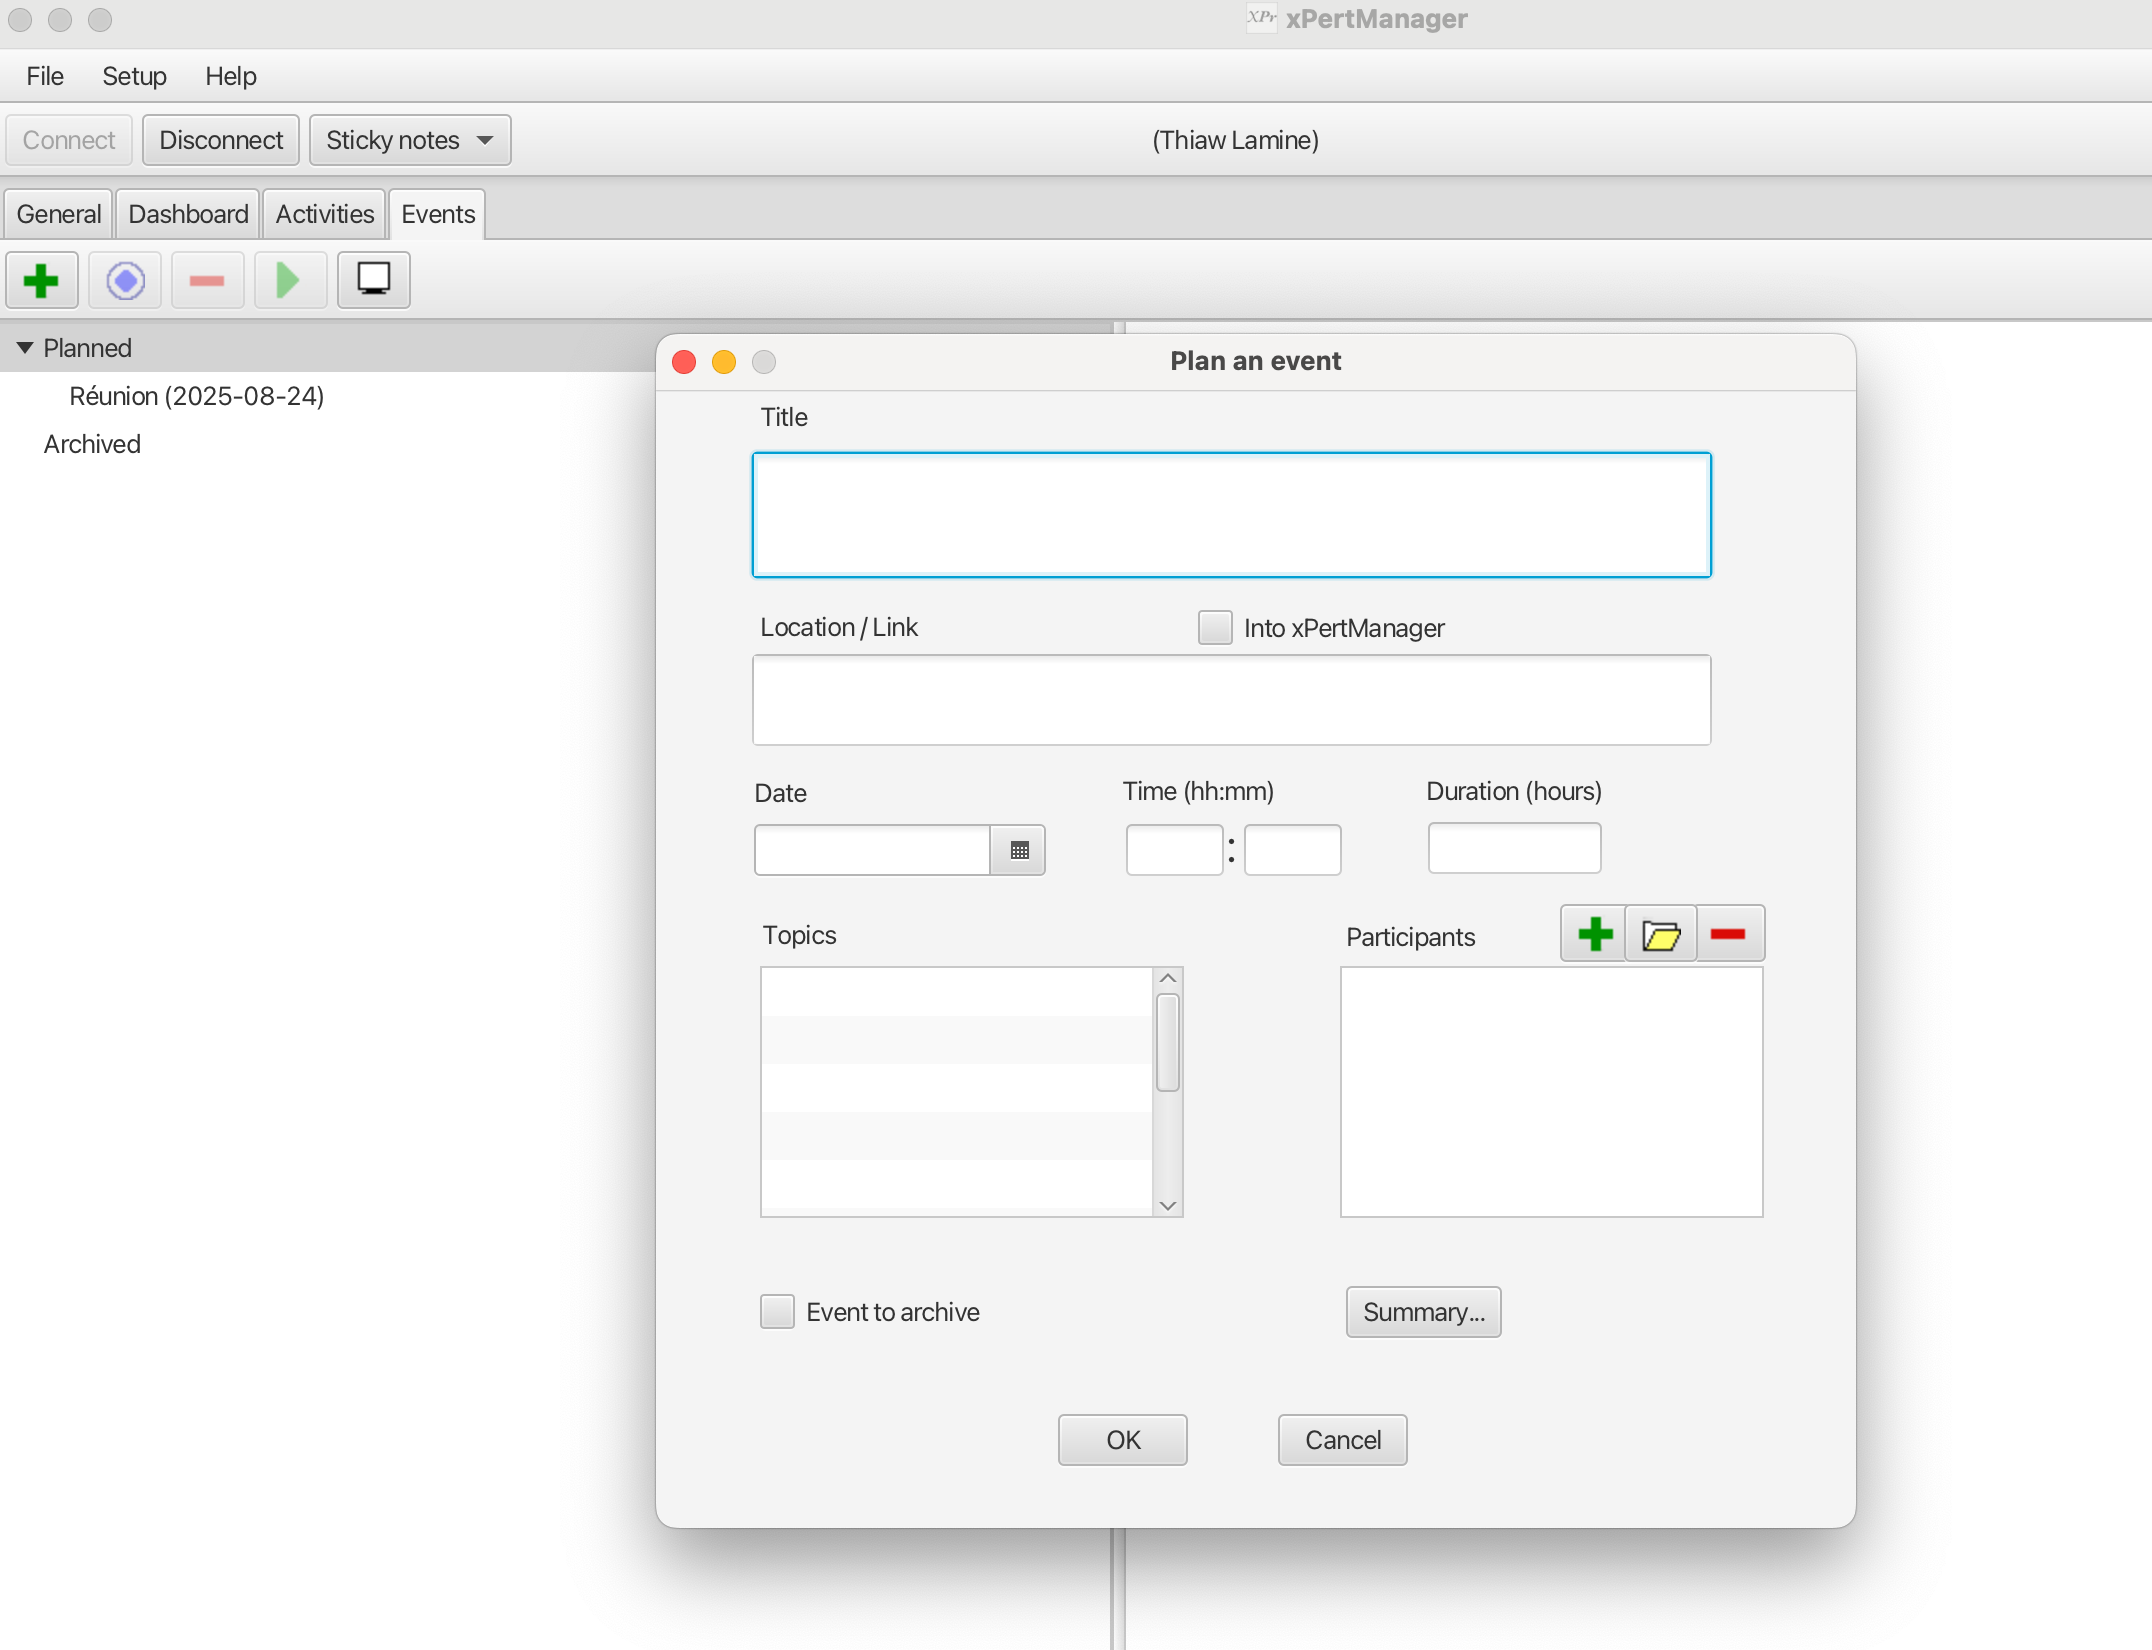 XPr xPertManager
File Setup Help
Connect Disconnect Sticky notes (Thiaw Lamine)
General Dashboard Activities Events
Planned
Réunion (2025-08-24)
Archived
Plan an event
Title
Location / Link Into xPertManager
Date Time (hh:mm) Duration (hours)
:
Topics Participants
Event to archive Summary...
OK Cancel